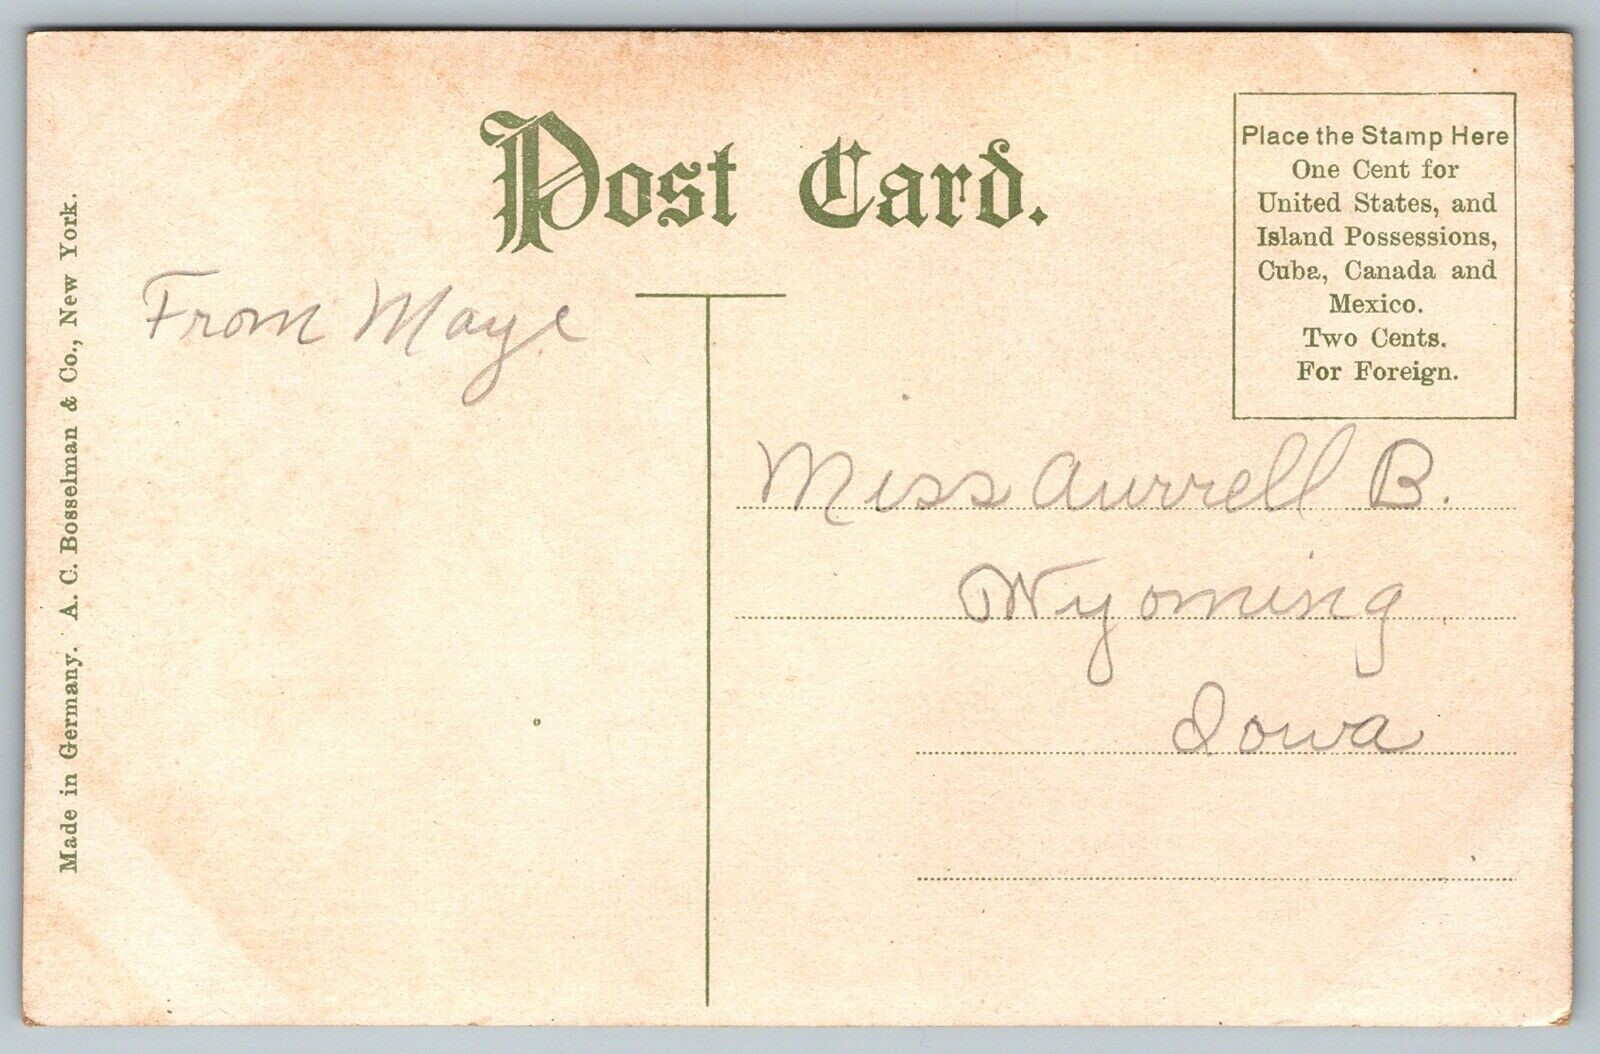 Post Card.
Place the Stamp Here
One Cent for
United States, and
Island Possessions,
Cuba, Canada and
Mexico.
Two Cents.
For Foreign.
From Maye
Miss Aurrell B.
Wyoming
Iowa
Made in Germany. A. C. Bosselman & Co., New York.